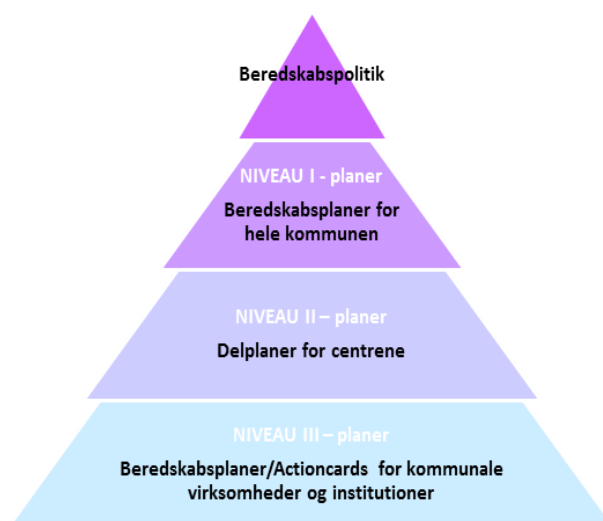 Beredskabspolitik
NIVEAU I - planer
Beredskabsplaner for
hele kommunen
NIVEAU II – planer
Delplaner for centrene
NIVEAU III – planer
Beredskabsplaner/Actioncards for kommunale
virksomheder og institutioner